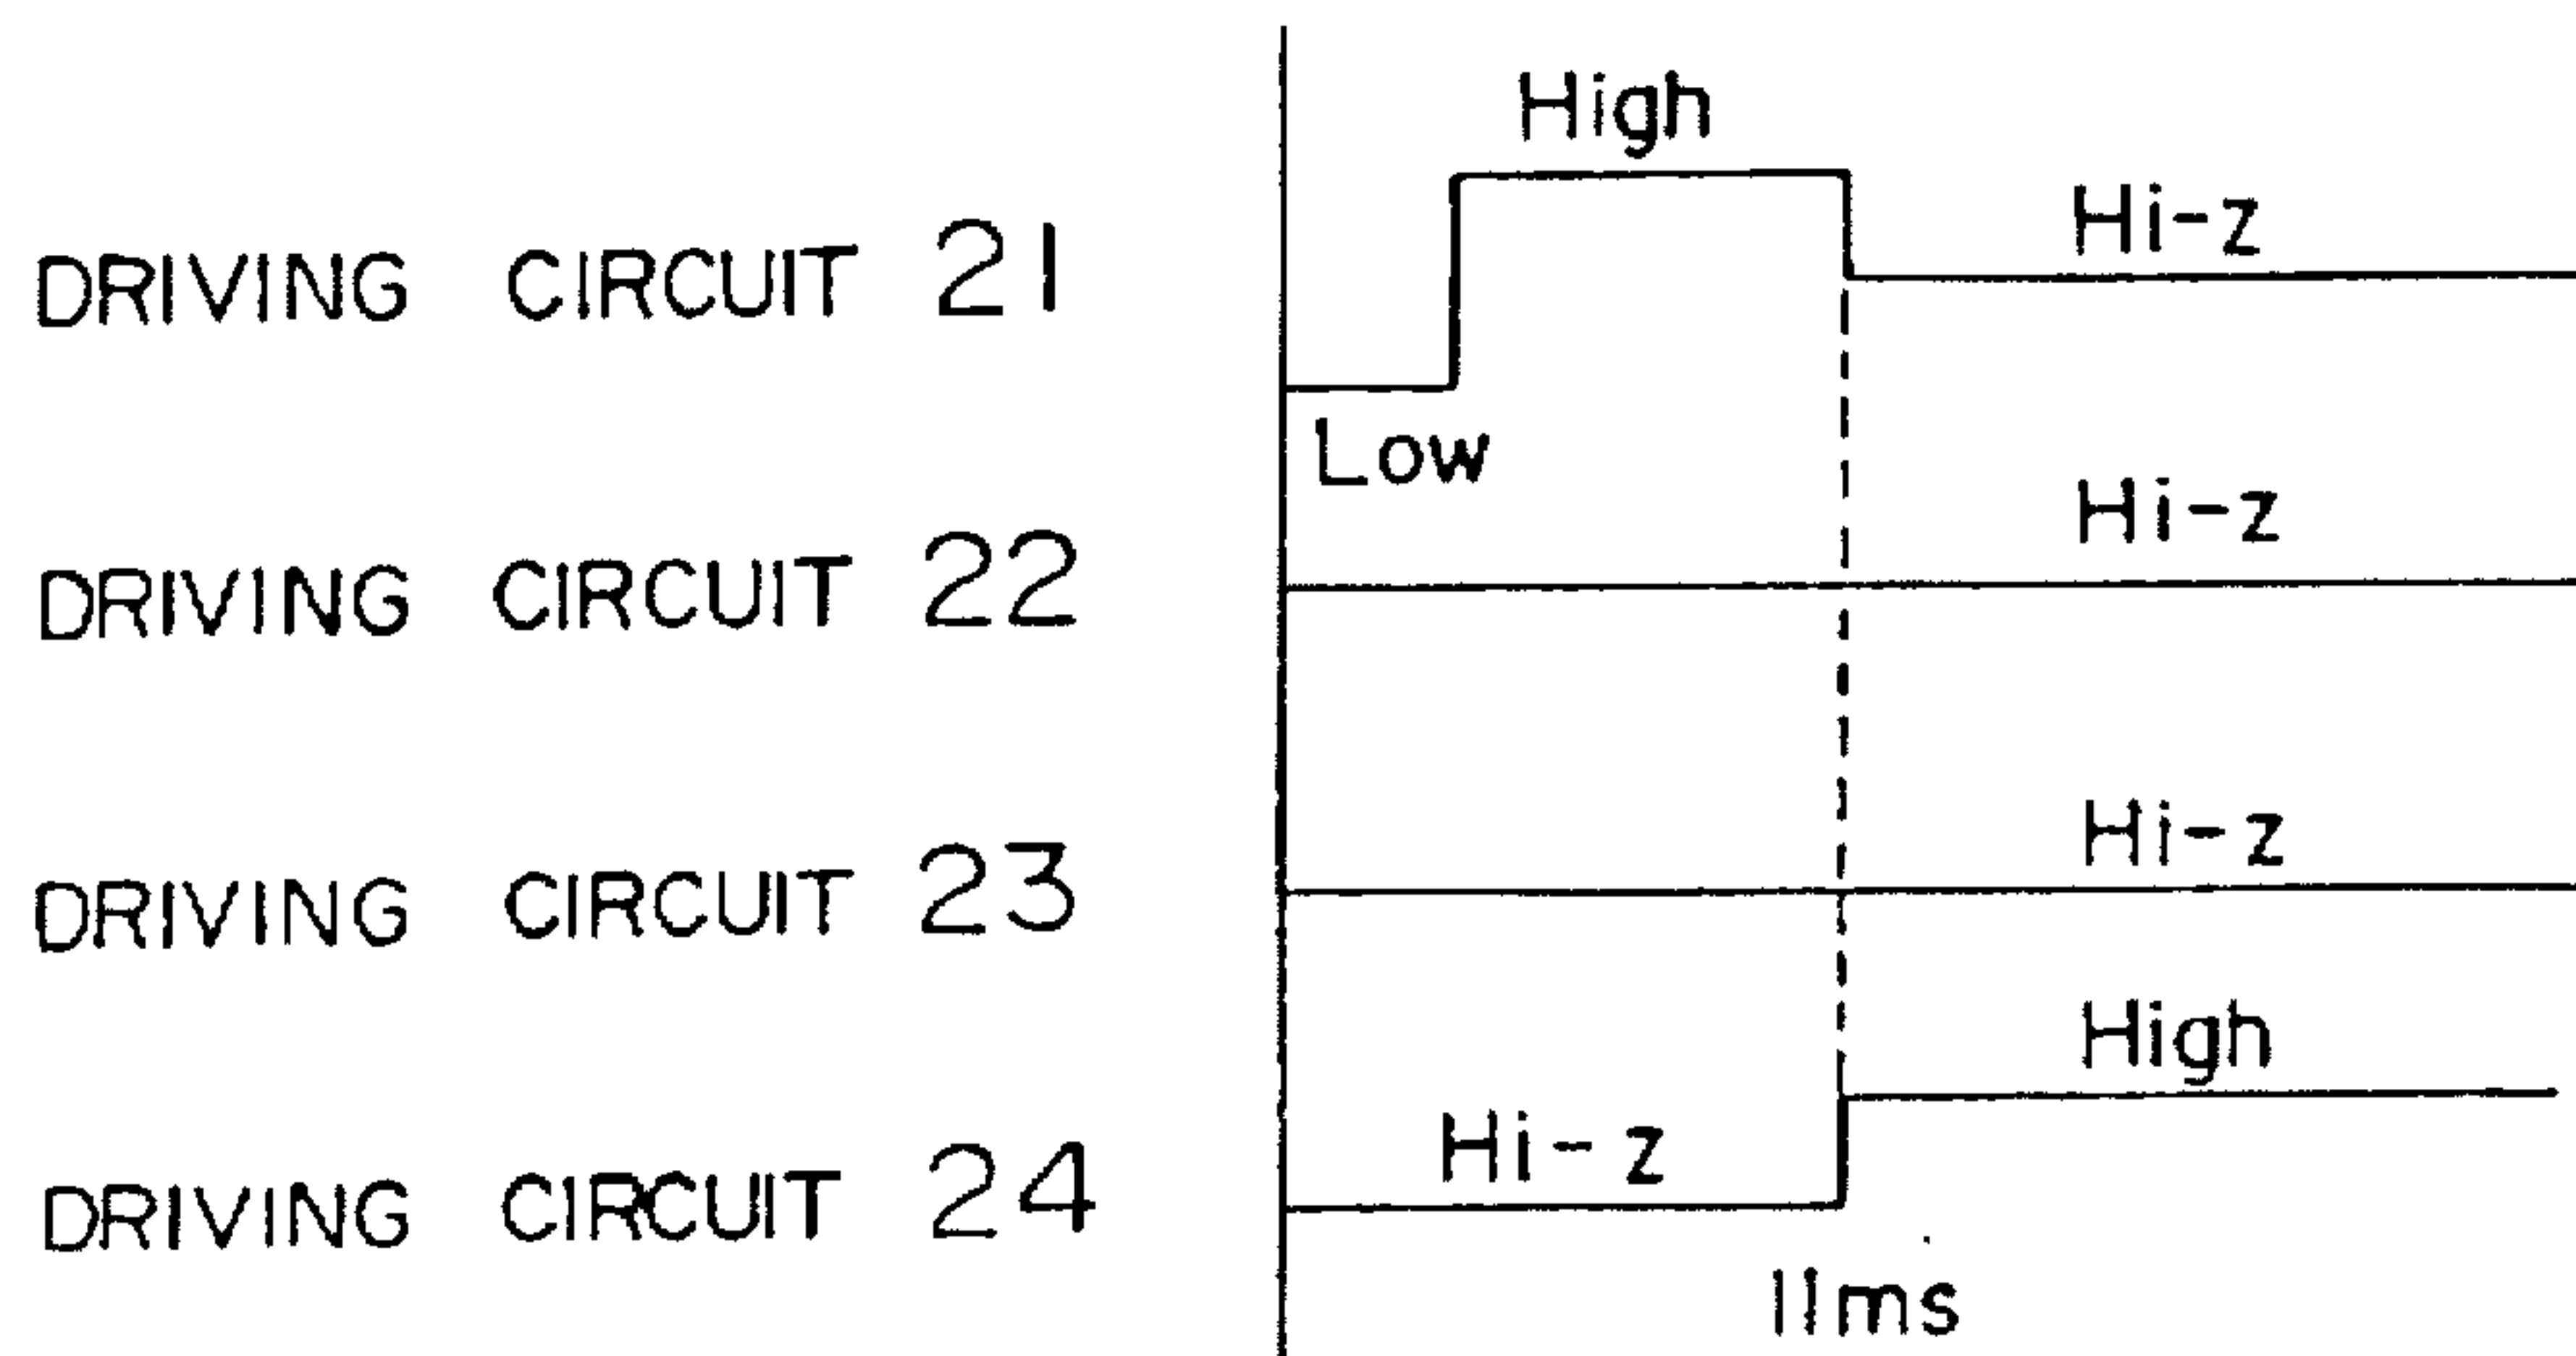 High
Hi-z
DRIVING CIRCUIT 21
Low
Hi-z
DRIVING CIRCUIT 22
Hi-z
DRIVING CIRCUIT 23
High
Hi-z
DRIVING CIRCUIT 24
11ms